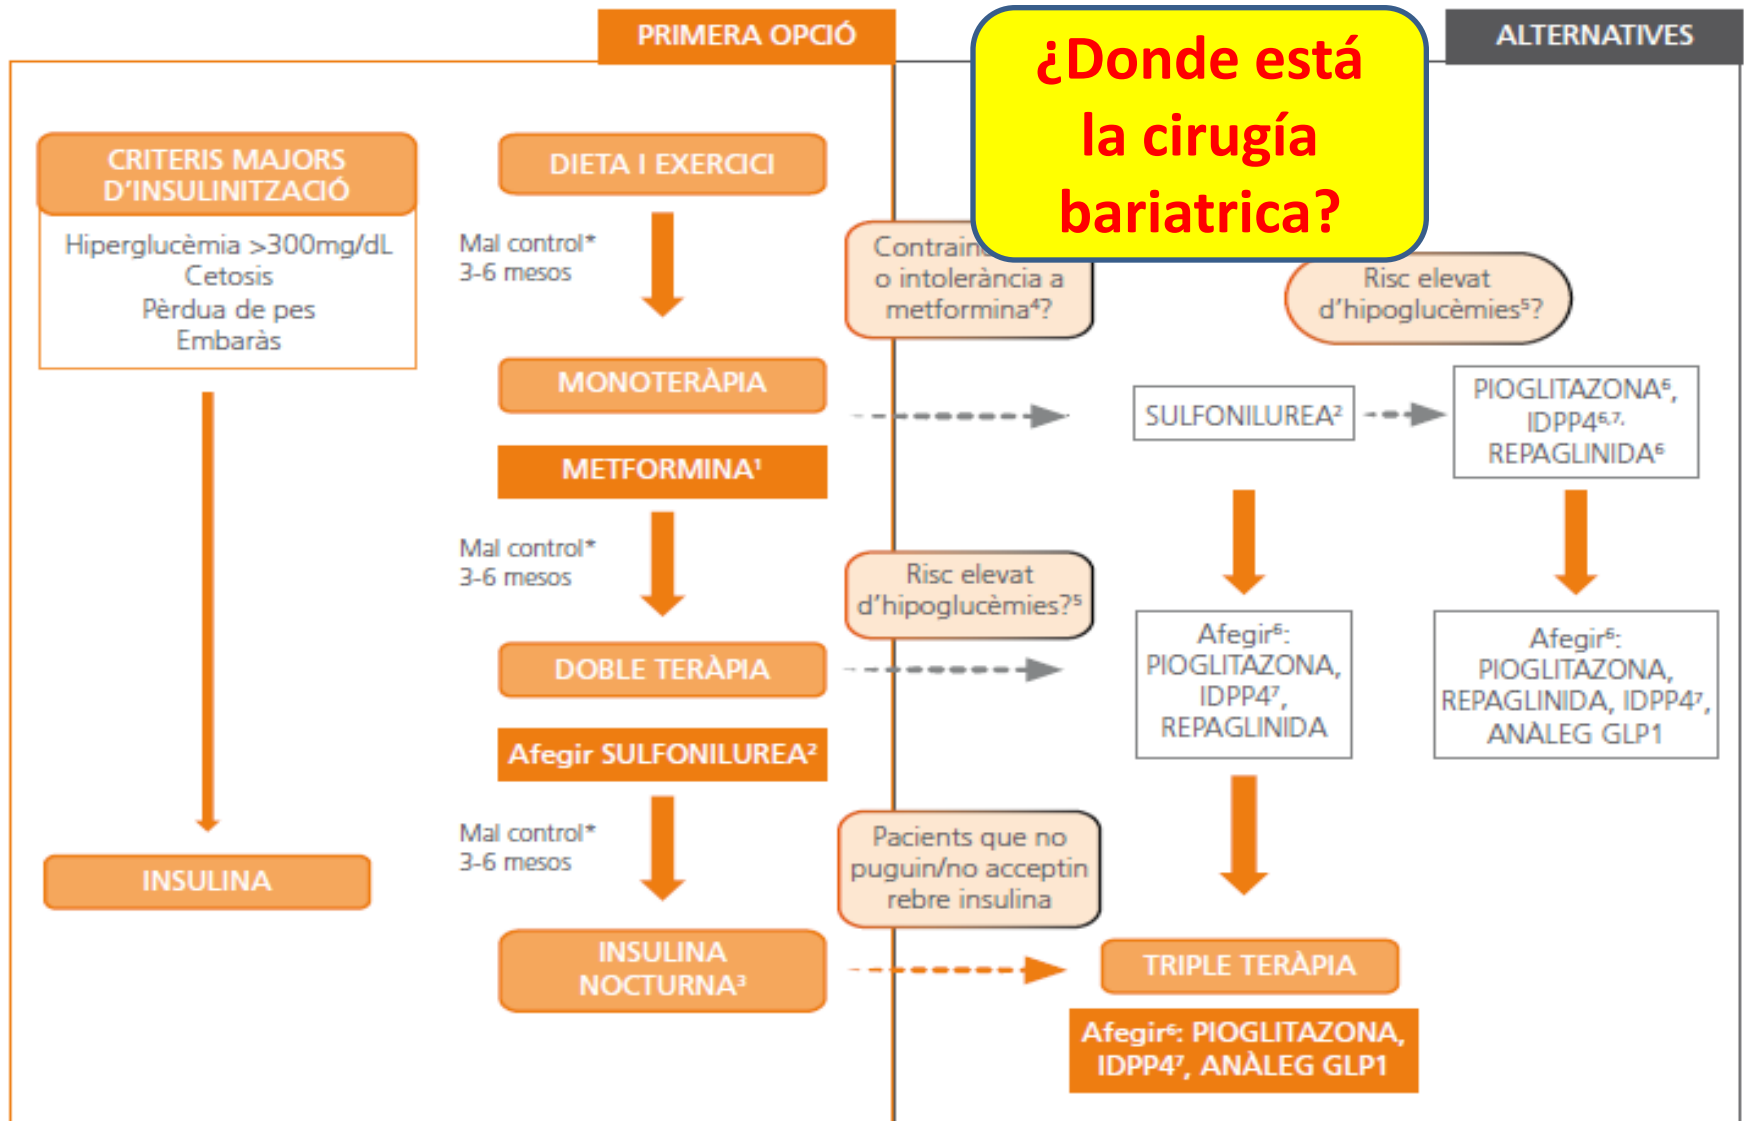 PRIMERA OPCIÓ
¿Donde está
la cirugía
bariatrica?
ALTERNATIVES
CRITERIS MAJORS
D'INSULINITZACIÓ
Hiperglucèmia >300mg/dL
Cetosis
Pèrdua de pes
Embaràs
INSULINA
DIETA I EXERCICI
Mal control*
3-6 mesos
MONOTERÀPIA
METFORMINA¹
Mal control*
3-6 mesos
DOBLE TERÀPIA
Afegir SULFONILUREA²
Mal control*
3-6 mesos
INSULINA
NOCTURNA³
o intolerància a
metformina⁴?
Risc elevat
d'hipoglucèmies?⁵
Pacients que no
puguin/no acceptin
rebre insulina
Risc elevat
d'hipoglucèmies⁵?
SULFONILUREA²
PIOGLITAZONA⁶,
IDPP4⁶,⁷,
REPAGLINIDA⁶
Afegir⁶:
PIOGLITAZONA,
IDPP4⁷,
REPAGLINIDA
Afegir⁶:
PIOGLITAZONA,
REPAGLINIDA, IDPP4⁷,
ANÀLEG GLP1
TRIPLE TERÀPIA
Afegir⁶: PIOGLITAZONA,
IDPP4⁷, ANÀLEG GLP1